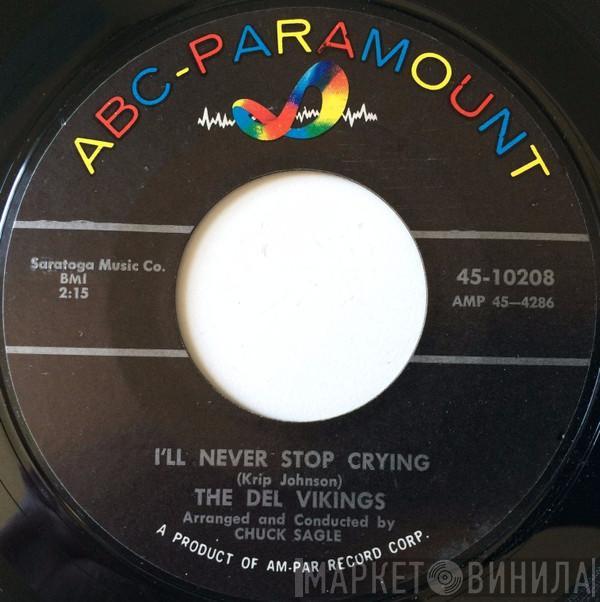 ABC-PARAMOUNT
Saratoga Music Co.
BMI
2:15
45-10208
AMP 45—4286
I'LL NEVER STOP CRYING
(Krip Johnson)
THE DEL VIKINGS
Arranged and Conducted by
CHUCK SAGLE
A PRODUCT OF AM-PAR RECORD CORP.
МАРКЕТ ВИНИЛА